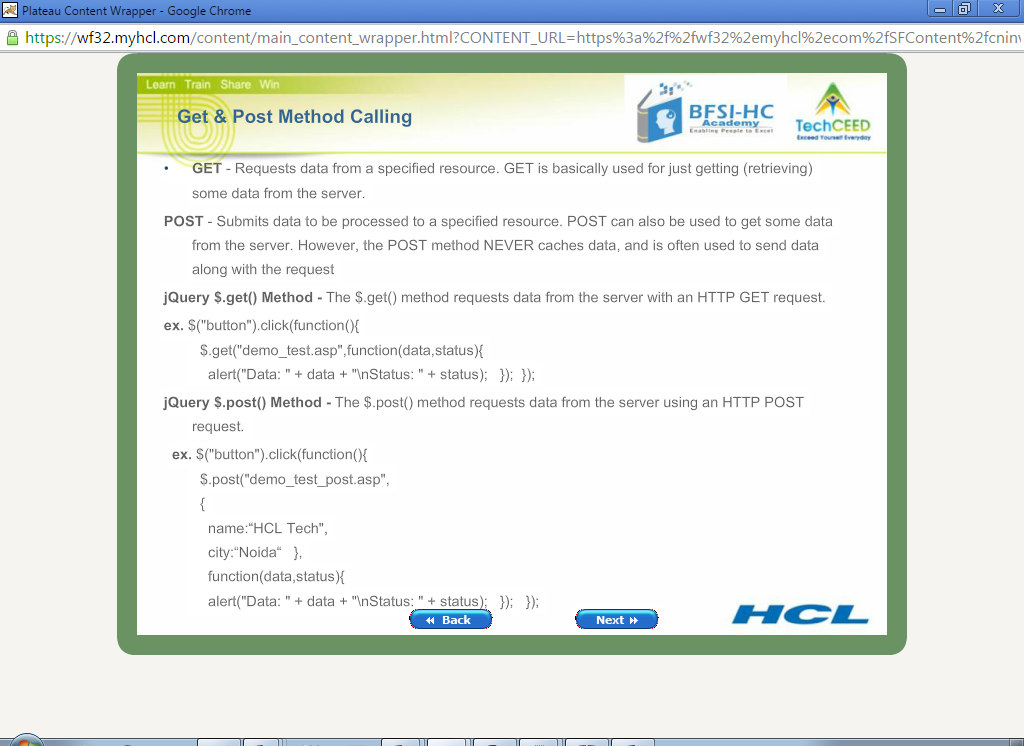 Plateau Content Wrapper - Google Chrome
https://wf32.myhcl.com/content/main_content_wrapper.html?CONTENT_URL=https%3a%2f%2fwf32%2emyhcl%2ecom%2fSFContent%2fcnin
Learn Train Share Win
Get & Post Method Calling
BFSI-HC
Academy
Enabling People to Excel
TechCEED
Exceed Yourself Everyday
• GET - Requests data from a specified resource. GET is basically used for just getting (retrieving)
some data from the server.
POST - Submits data to be processed to a specified resource. POST can also be used to get some data
from the server. However, the POST method NEVER caches data, and is often used to send data
along with the request
jQuery $.get() Method - The $.get() method requests data from the server with an HTTP GET request.
ex. $("button").click(function(){
$.get("demo_test.asp",function(data,status){
alert("Data: " + data + "\nStatus: " + status); }); });
jQuery $.post() Method - The $.post() method requests data from the server using an HTTP POST
request.
ex. $("button").click(function(){
$.post("demo_test_post.asp",
{
name:“HCL Tech",
city:“Noida“ },
function(data,status){
alert("Data: " + data + "\nStatus: " + status); }); });
Back
Next
HCL